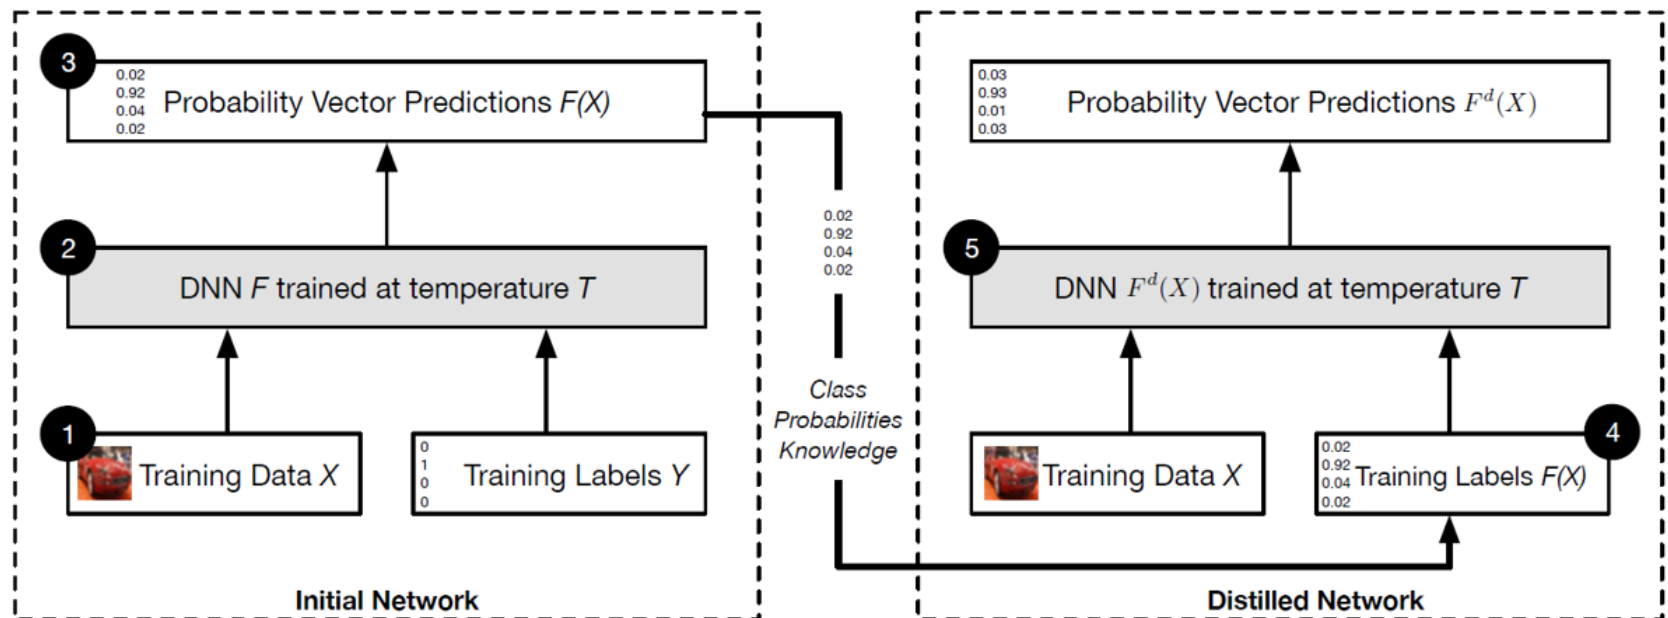 3
0.02
0.92
0.04
0.02
Probability Vector Predictions F(X)
2
DNN F trained at temperature T
1
Training Data X
0
1
0
0
Training Labels Y
Initial Network
0.02
0.92
0.04
0.02
Class
Probabilities
Knowledge
0.03
0.93
0.01
0.03
Probability Vector Predictions F^d(X)
5
DNN F^d(X) trained at temperature T
Training Data X
4
0.02
0.92
0.04
0.02
Training Labels F(X)
Distilled Network